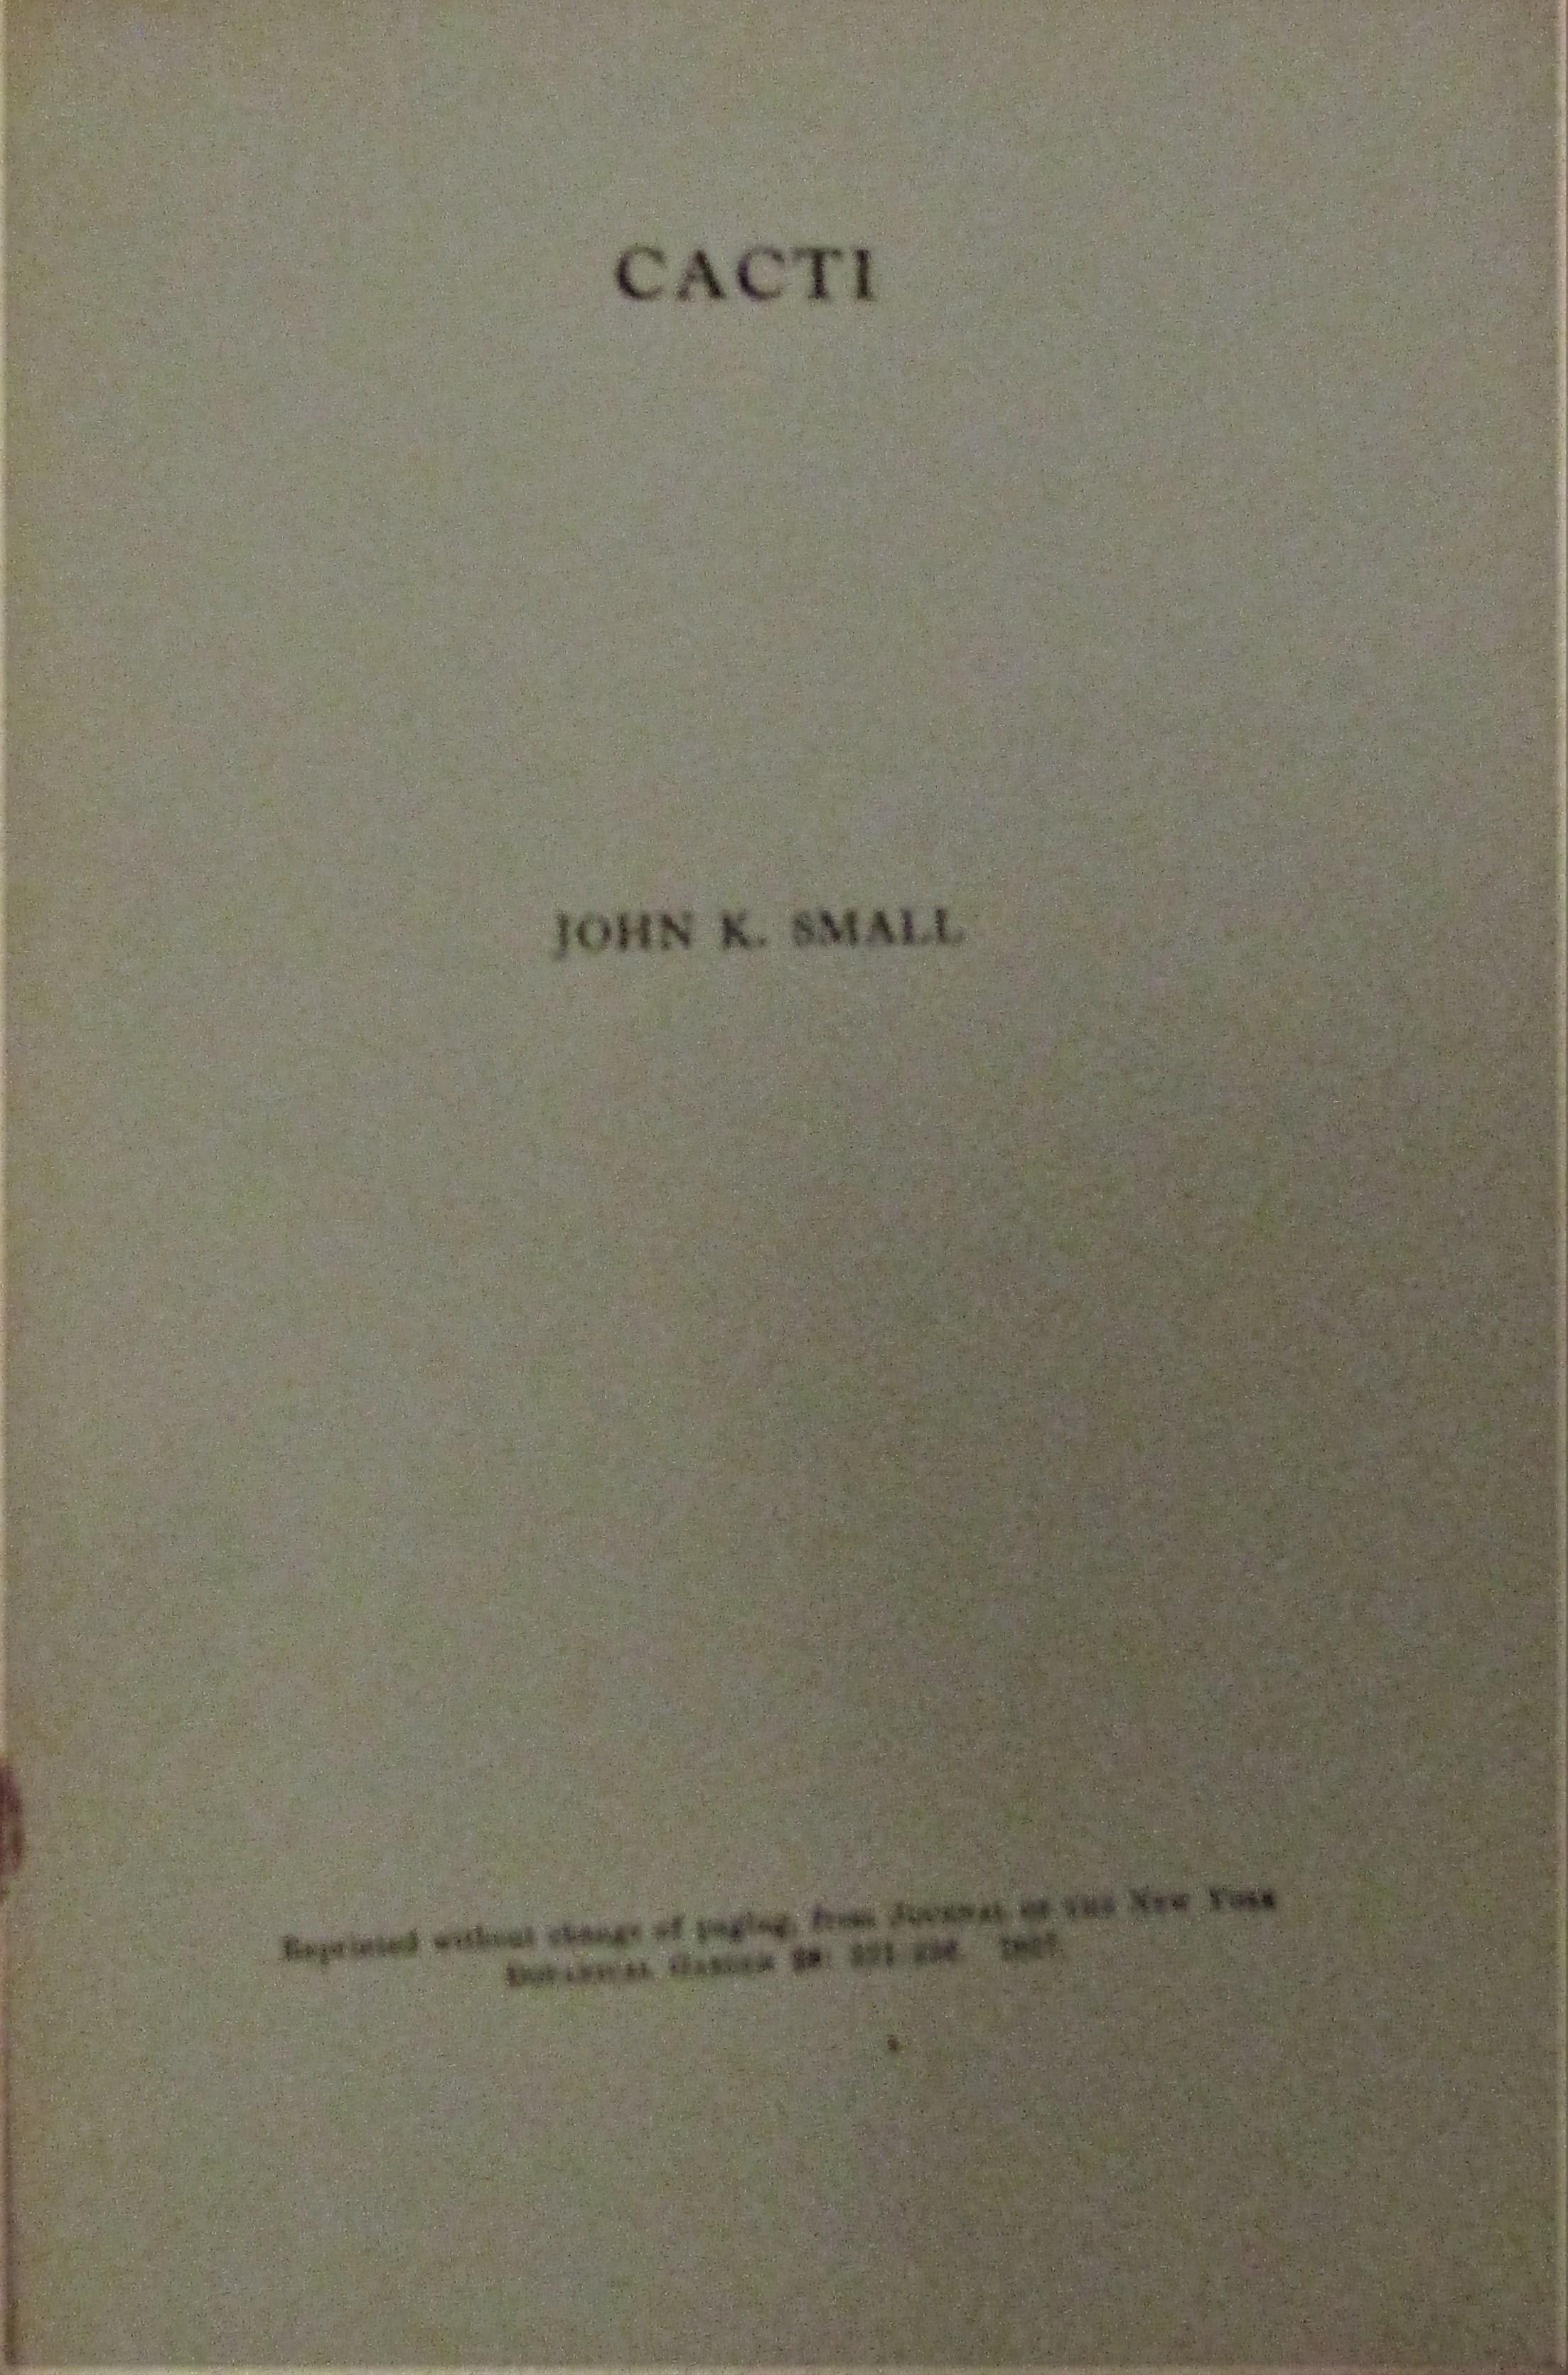 CACTI
JOHN K. SMALL
Reprinted without change of paging, from JOURNAL OF THE NEW YORK
BOTANICAL GARDEN